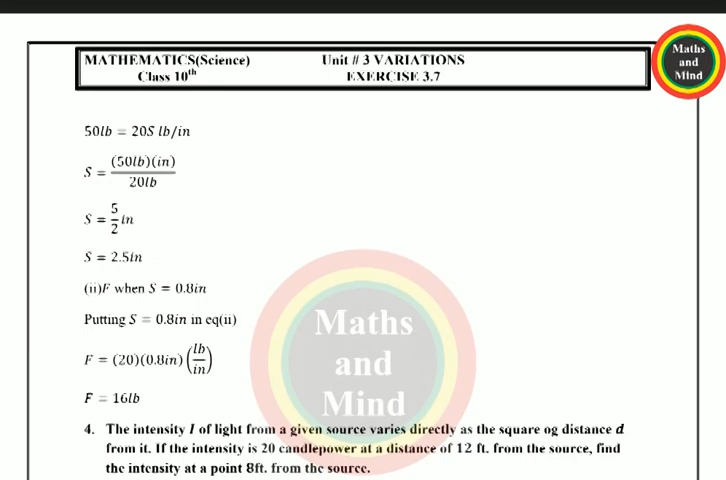 MATHEMATICS(Science) Unit # 3 VARIATIONS
Class 10th EXERCISE 3.7
Maths
and
Mind
50lb = 20S lb/in
S = (50lb)(in) / 20lb
S = 5/2 in
S = 2.5in
(ii)F when S = 0.8in
Putting S = 0.8in in eq(ii)
F = (20)(0.8in) (lb/in)
F = 16lb
Maths
and
Mind
4. The intensity I of light from a given source varies directly as the square og distance d
from it. If the intensity is 20 candlepower at a distance of 12 ft. from the source, find
the intensity at a point 8ft. from the source.